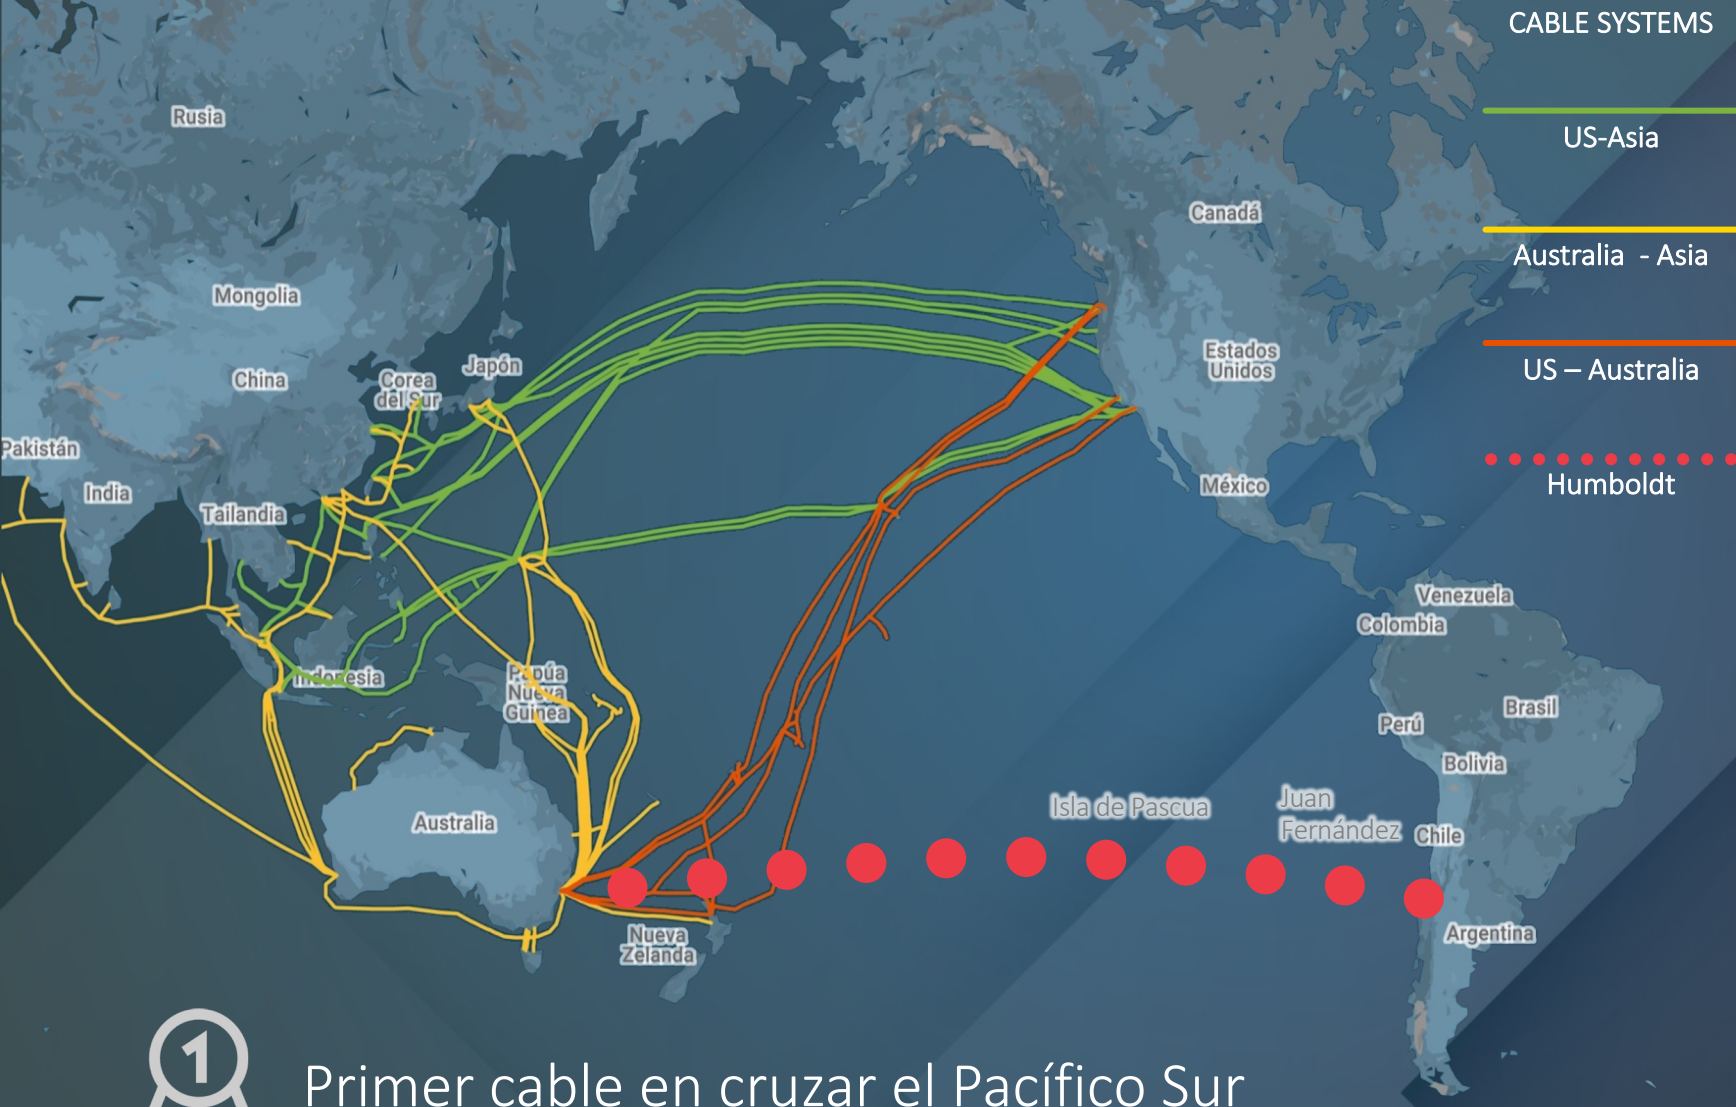 CABLE SYSTEMS
US-Asia
Australia - Asia
US – Australia
Humboldt
Rusia
Canadá
Mongolia
China
Corea
del Sur
Japón
Estados
Unidos
Pakistán
India
Tailandia
México
Venezuela
Colombia
Indonesia
Papúa
Nueva
Guinea
Brasil
Perú
Bolivia
Australia
Isla de Pascua
Juan
Fernández
Chile
Nueva
Zelanda
Argentina
1
Primer cable en cruzar el Pacífico Sur